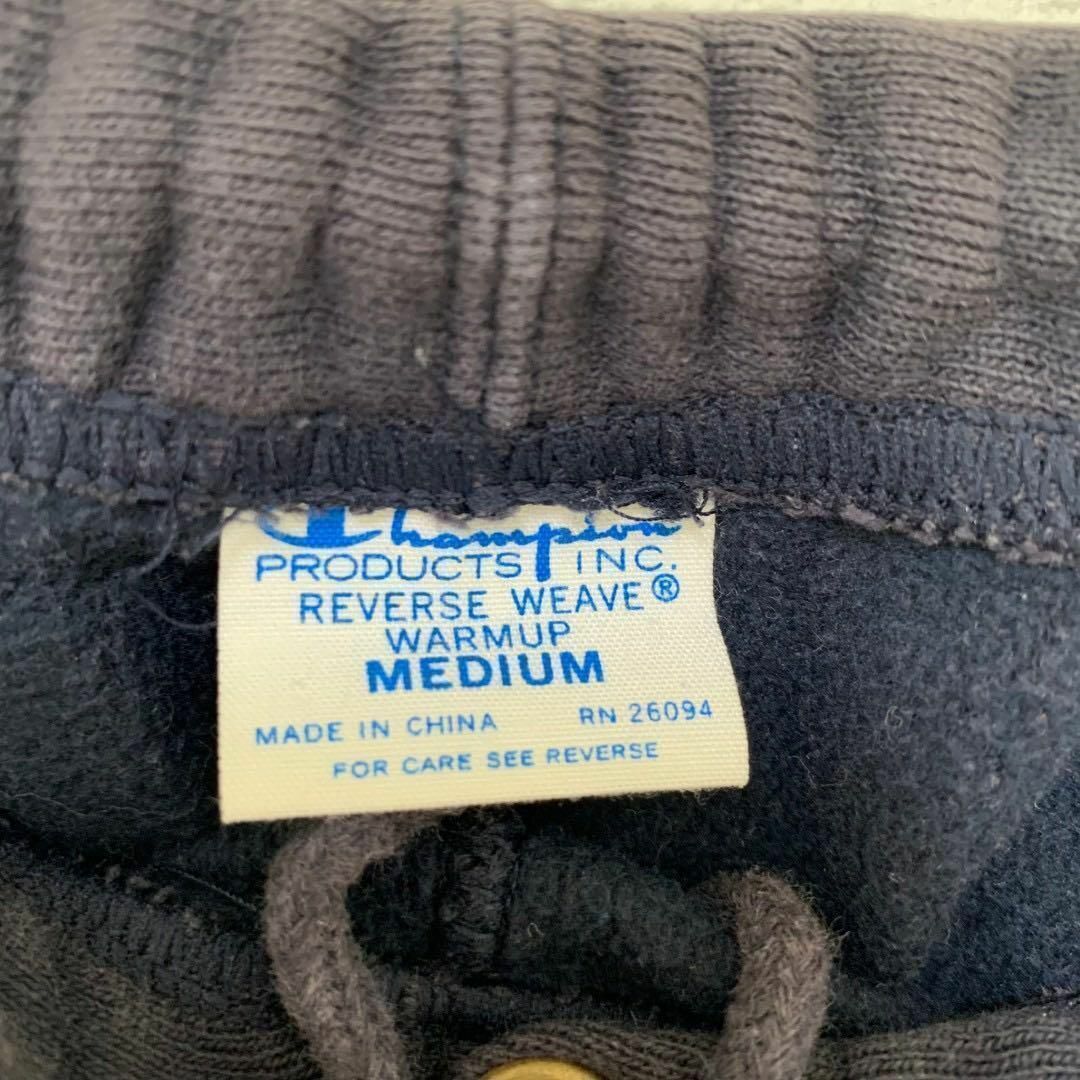 Champion
PRODUCTS INC.
REVERSE WEAVE®
WARMUP
MEDIUM
MADE IN CHINA RN 26094
FOR CARE SEE REVERSE